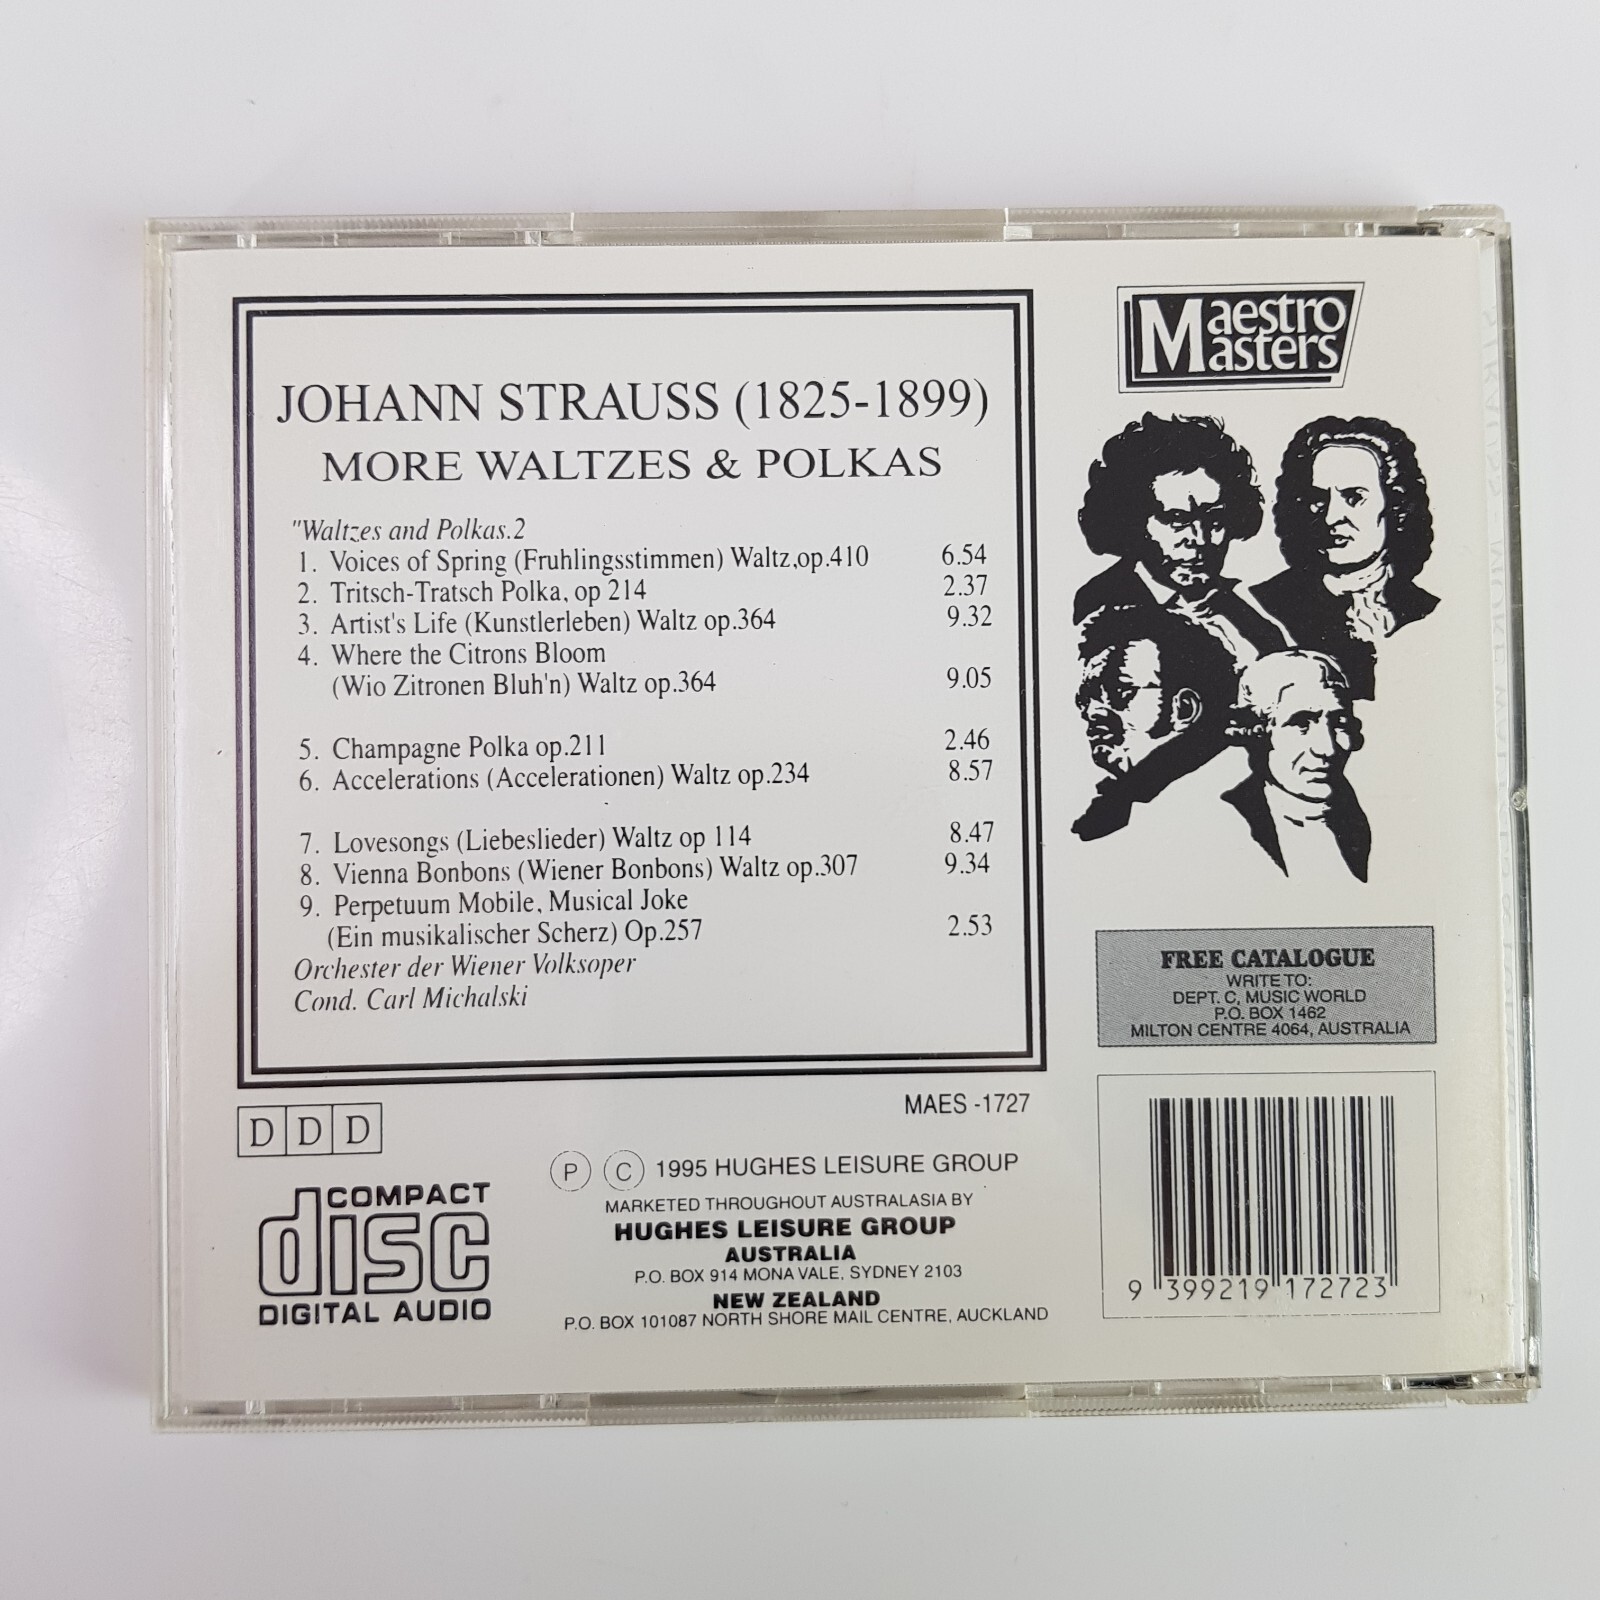 JOHANN STRAUSS (1825-1899)
MORE WALTZES & POLKAS
"Waltzes and Polkas.2
1. Voices of Spring (Fruhlingsstimmen) Waltz,op.410 6.54
2. Tritsch-Tratsch Polka, op 214 2.37
3. Artist's Life (Kunstlerleben) Waltz op.364 9.32
4. Where the Citrons Bloom
(Wio Zitronen Bluh'n) Waltz op.364 9.05
5. Champagne Polka op.211 2.46
6. Accelerations (Accelerationen) Waltz op.234 8.57
7. Lovesongs (Liebeslieder) Waltz op 114 8.47
8. Vienna Bonbons (Wiener Bonbons) Waltz op.307 9.34
9. Perpetuum Mobile, Musical Joke
(Ein musikalischer Scherz) Op.257 2.53
Orchester der Wiener Volksoper
Cond. Carl Michalski
Maestro
Masters
FREE CATALOGUE
WRITE TO:
DEPT. C, MUSIC WORLD
P.O. BOX 1462
MILTON CENTRE 4064, AUSTRALIA
MAES -1727
DDD
COMPACT
disc
DIGITAL AUDIO
P C 1995 HUGHES LEISURE GROUP
MARKETED THROUGHOUT AUSTRALASIA BY
HUGHES LEISURE GROUP
AUSTRALIA
P.O. BOX 914 MONA VALE, SYDNEY 2103
NEW ZEALAND
P.O. BOX 101087 NORTH SHORE MAIL CENTRE, AUCKLAND
9 399219 172723